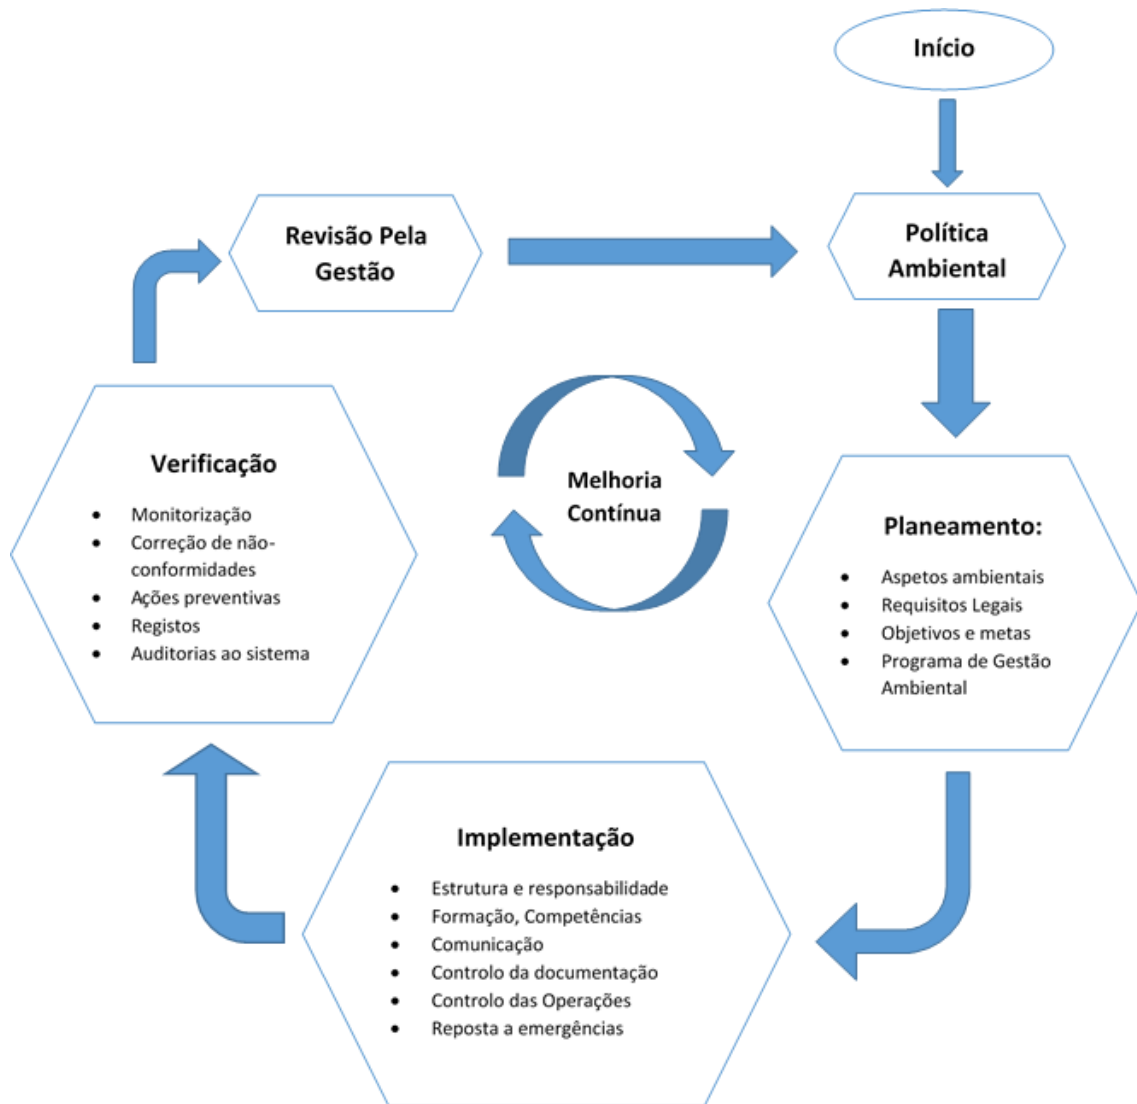 Início
Política
Ambiental
Revisão Pela
Gestão
Melhoria
Contínua
Planeamento:
• Aspetos ambientais
• Requisitos Legais
• Objetivos e metas
• Programa de Gestão
Ambiental
Implementação
• Estrutura e responsabilidade
• Formação, Competências
• Comunicação
• Controlo da documentação
• Controlo das Operações
• Reposta a emergências
Verificação
• Monitorização
• Correção de não-
conformidades
• Ações preventivas
• Registos
• Auditorias ao sistema